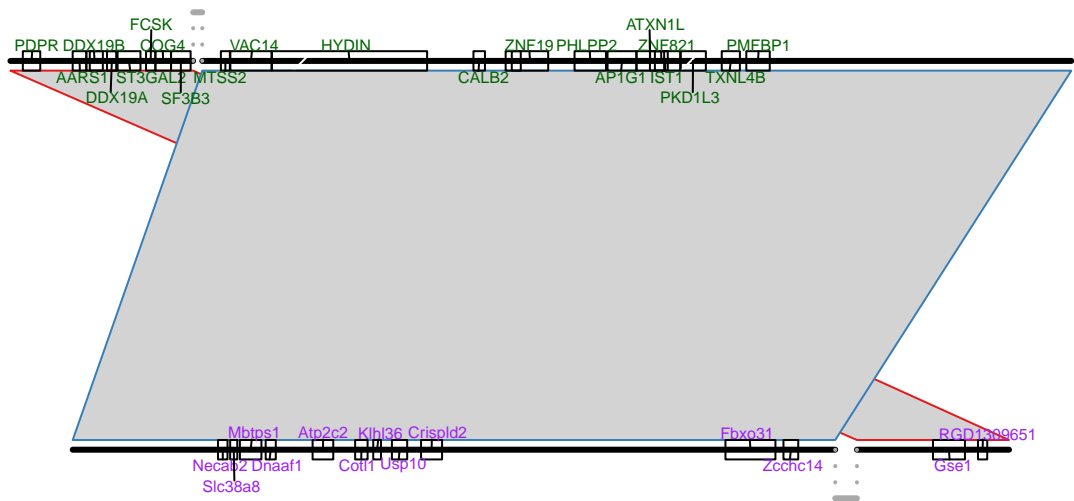 FCSK ATXN1L
PDPR DDX19B COG4 VAC14 HYDIN ZNF19 PHLPP2 ZNF821 PMFBP1
AARS1 ST3GAL2 MTSS2 CALB2 AP1G1 IST1 TXNL4B
DDX19A SF3B3 PKD1L3
Mbtps1 Atp2c2 Klhl36 Crispld2 Fbxo31 RGD1309651
Necab2 Dnaaf1 Cotl1 Usp10 Zcchc14 Gse1
Slc38a8